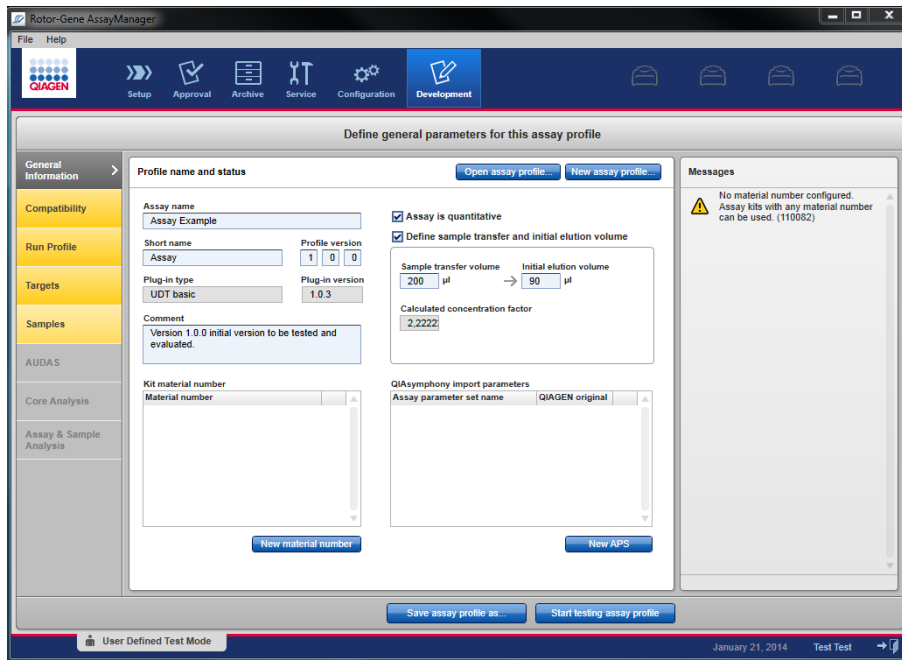 Rotor-Gene AssayManager
File Help
QIAGEN
Setup Approval Archive Service Configuration Development
Define general parameters for this assay profile
General
Information
Compatibility
Run Profile
Targets
Samples
AUDAS
Core Analysis
Assay & Sample
Analysis
Profile name and status
Open assay profile... New assay profile...
Assay name
Assay Example
Short name Profile version
Assay 1 0 0
Plug-in type Plug-in version
UDT basic 1.0.3
Comment
Version 1.0.0 initial version to be tested and
evaluated.
Assay is quantitative
Define sample transfer and initial elution volume
Sample transfer volume Initial elution volume
200 µl → 90 µl
Calculated concentration factor
2,2222
Kit material number
Material number
New material number
QIAsymphony import parameters
Assay parameter set name QIAGEN original
New APS
Messages
No material number configured.
Assay kits with any material number
can be used. (110082)
Save assay profile as... Start testing assay profile
User Defined Test Mode
January 21, 2014 Test Test